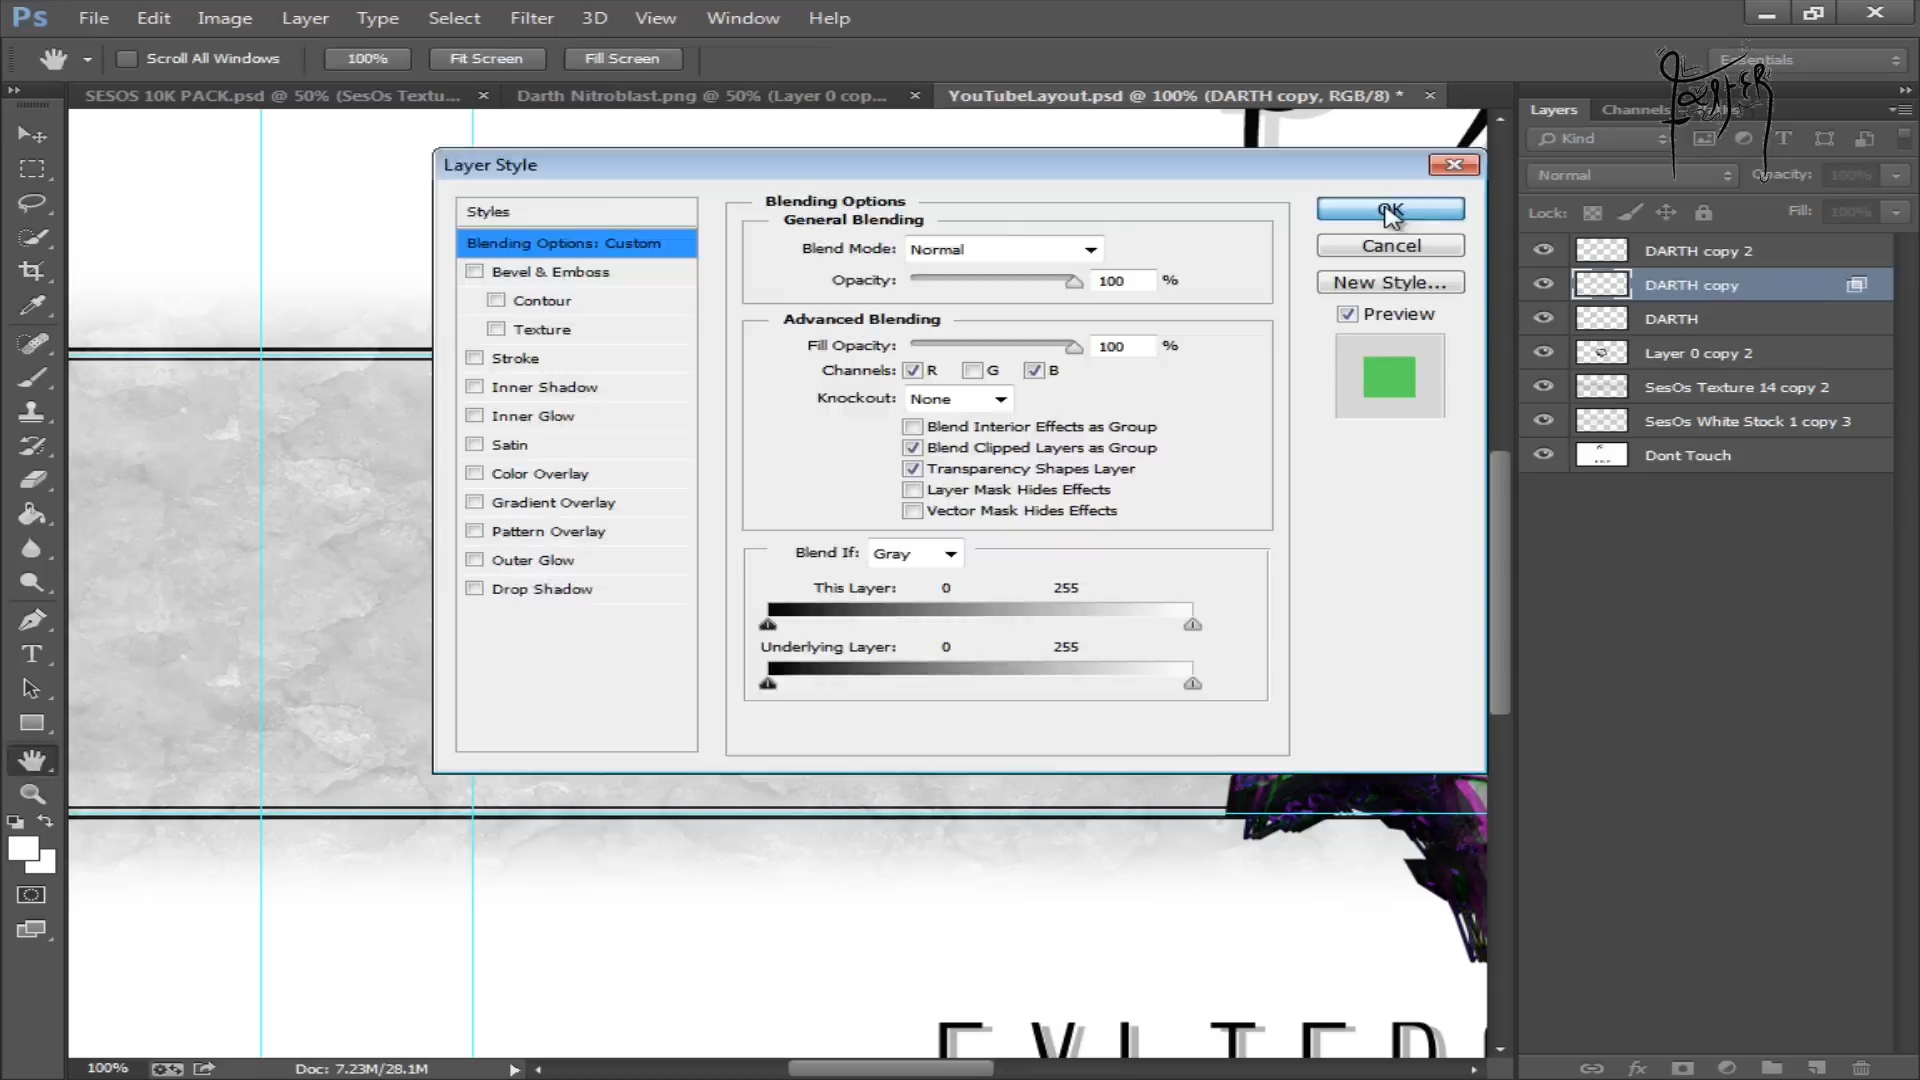 Ps File Edit Image Layer Type Select Filter 3D View Window Help
Scroll All Windows 100% Fit Screen Fill Screen
Essentials
SESOS 10K PACK.psd @ 50% (SesOs Textu... × Darth Nitroblast.png @ 50% (Layer 0 cop... × YouTubeLayout.psd @ 100% (DARTH copy, RGB/8) * ×
Layers Channels
Kind
Normal Opacity: 100%
Lock: Fill: 100%
DARTH copy 2
DARTH copy
DARTH
Layer 0 copy 2
SesOs Texture 14 copy 2
SesOs White Stock 1 copy 3
Dont Touch
Layer Style
Styles
Blending Options: Custom
Bevel & Emboss
Contour
Texture
Stroke
Inner Shadow
Inner Glow
Satin
Color Overlay
Gradient Overlay
Pattern Overlay
Outer Glow
Drop Shadow
Blending Options
General Blending
Blend Mode: Normal
Opacity: 100 %
Advanced Blending
Fill Opacity: 100 %
Channels: R G B
Knockout: None
Blend Interior Effects as Group
Blend Clipped Layers as Group
Transparency Shapes Layer
Layer Mask Hides Effects
Vector Mask Hides Effects
Blend If: Gray
This Layer: 0 255
Underlying Layer: 0 255
OK
Cancel
New Style...
Preview
100% Doc: 7.23M/28.1M